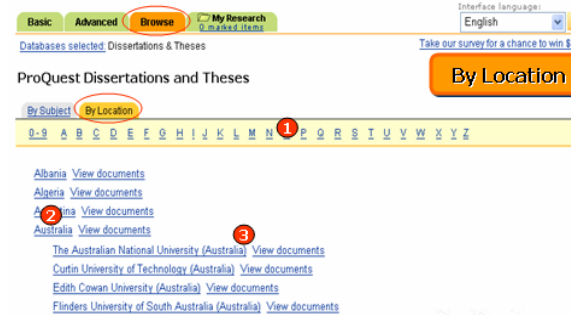 Interface language:
Basic Advanced Browse My Research
0 marked items
English
Databases selected: Dissertations & Theses
Take our survey for a chance to win $
ProQuest Dissertations and Theses
By Location
By Subject By Location
0-9 A B C D E F G H I J K L M N 1 P Q R S T U V W X Y Z
Albania View documents
Algeria View documents
View documents
2
Australia View documents
3
The Australian National University (Australia) View documents
Curtin University of Technology (Australia) View documents
Edith Cowan University (Australia) View documents
Flinders University of South Australia (Australia) View documents